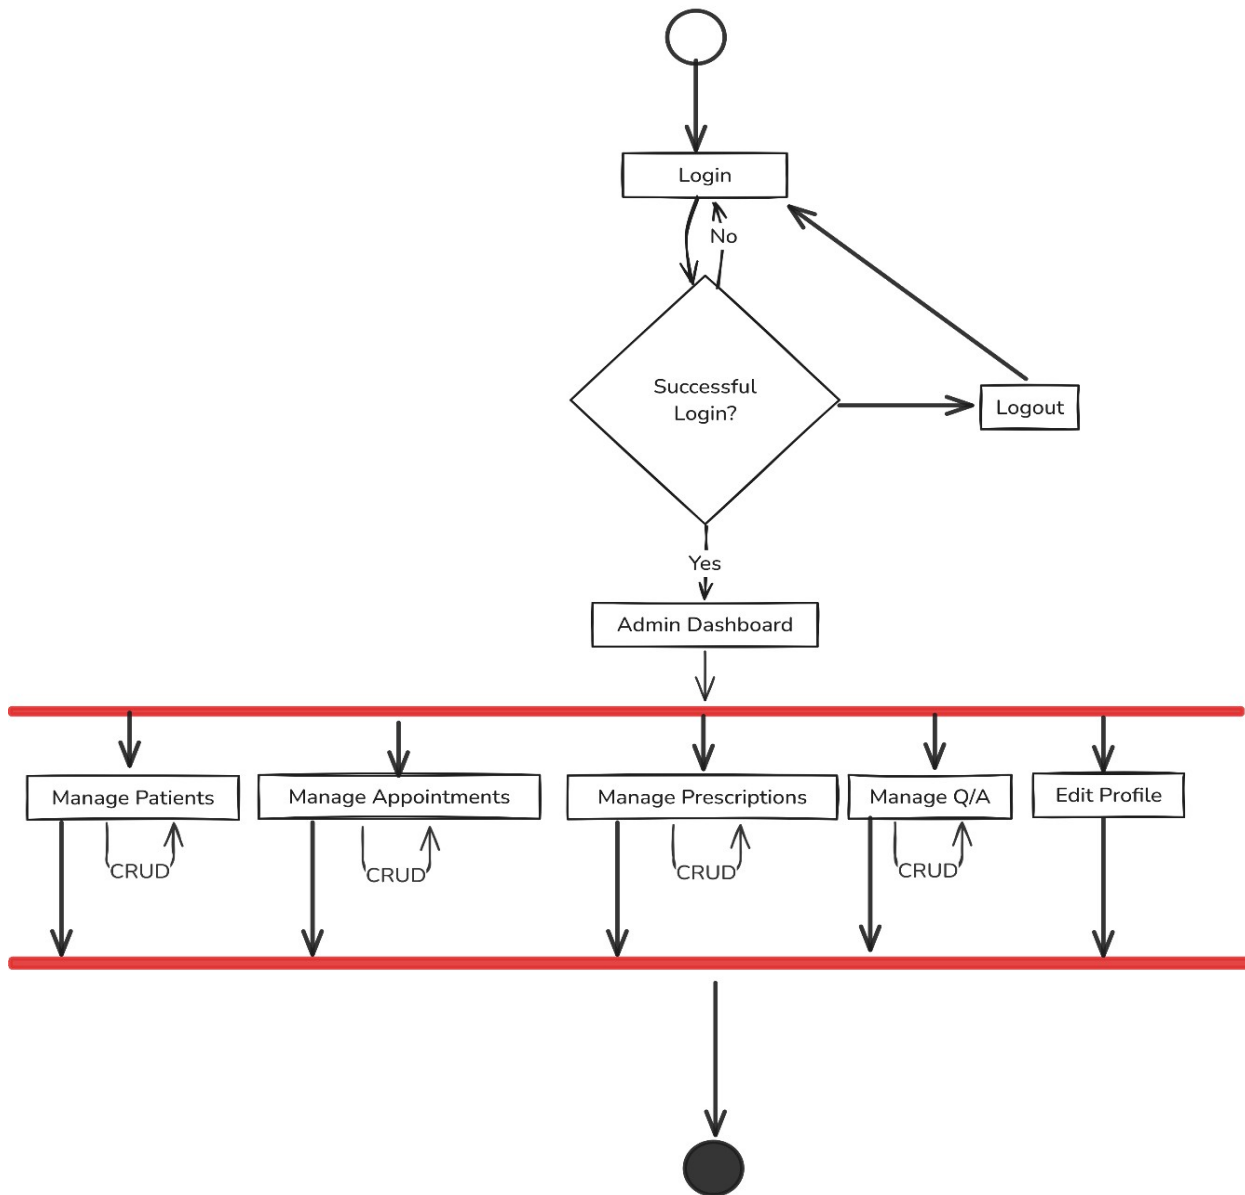 Login
No
Successful
Login?
Logout
Yes
Admin Dashboard
Manage Patients
Manage Appointments
Manage Prescriptions
Manage Q/A
Edit Profile
CRUD
CRUD
CRUD
CRUD